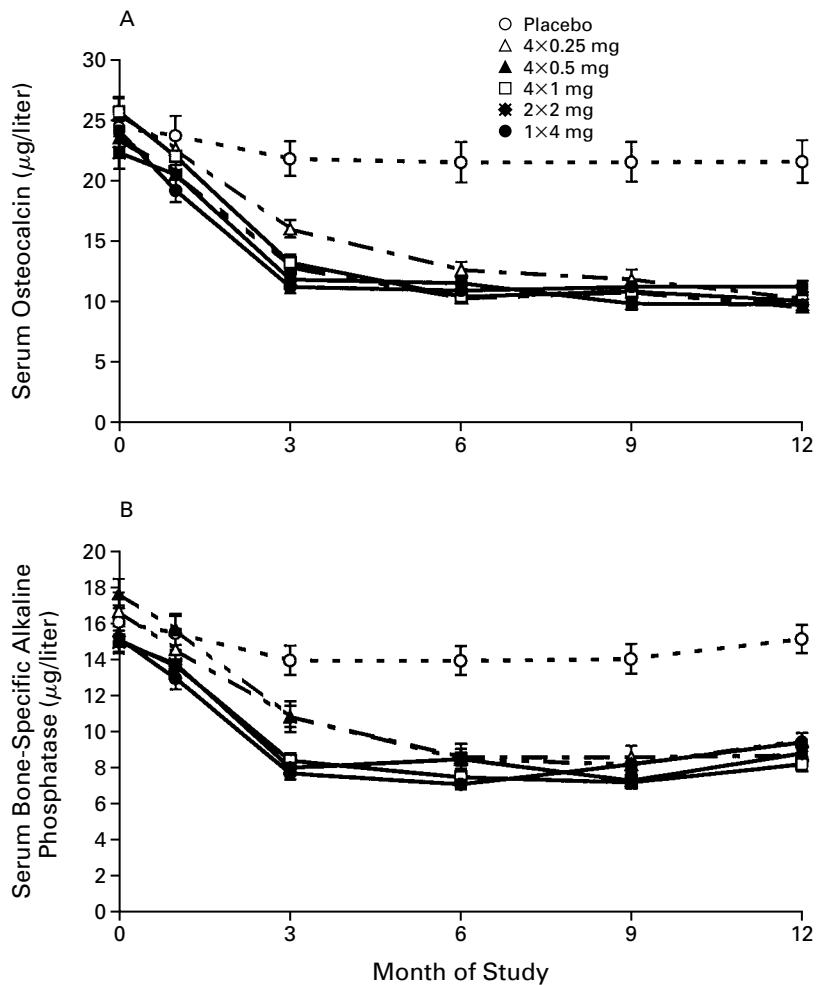 A
Placebo
4×0.25 mg
4×0.5 mg
4×1 mg
2×2 mg
1×4 mg
Serum Osteocalcin (µg/liter)
30
25
20
15
10
5
0
0 3 6 9 12
B
Serum Bone-Specific Alkaline
Phosphatase (µg/liter)
20
18
16
14
12
10
8
6
4
2
0
0 3 6 9 12
Month of Study